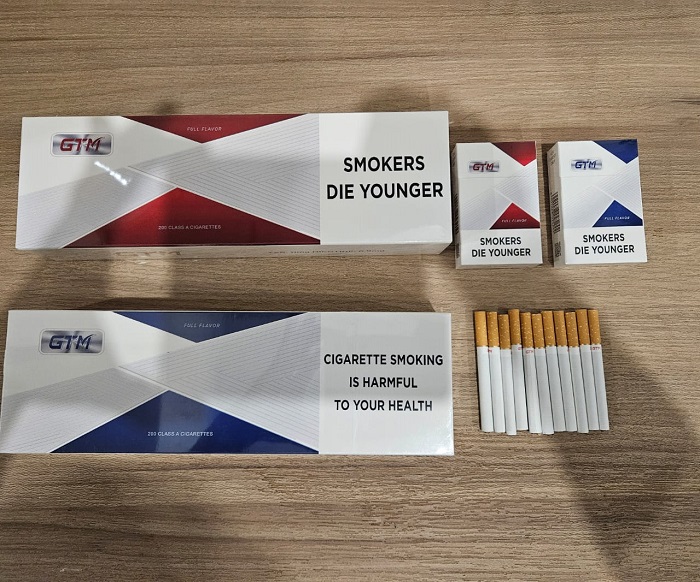 GTM
FULL FLAVOR
200 CLASS A CIGARETTES
SMOKERS
DIE YOUNGER
GTM
FULL FLAVOR
SMOKERS
DIE YOUNGER
GTM
FULL FLAVOR
SMOKERS
DIE YOUNGER
GTM
FULL FLAVOR
200 CLASS A CIGARETTES
CIGARETTE SMOKING
IS HARMFUL
TO YOUR HEALTH